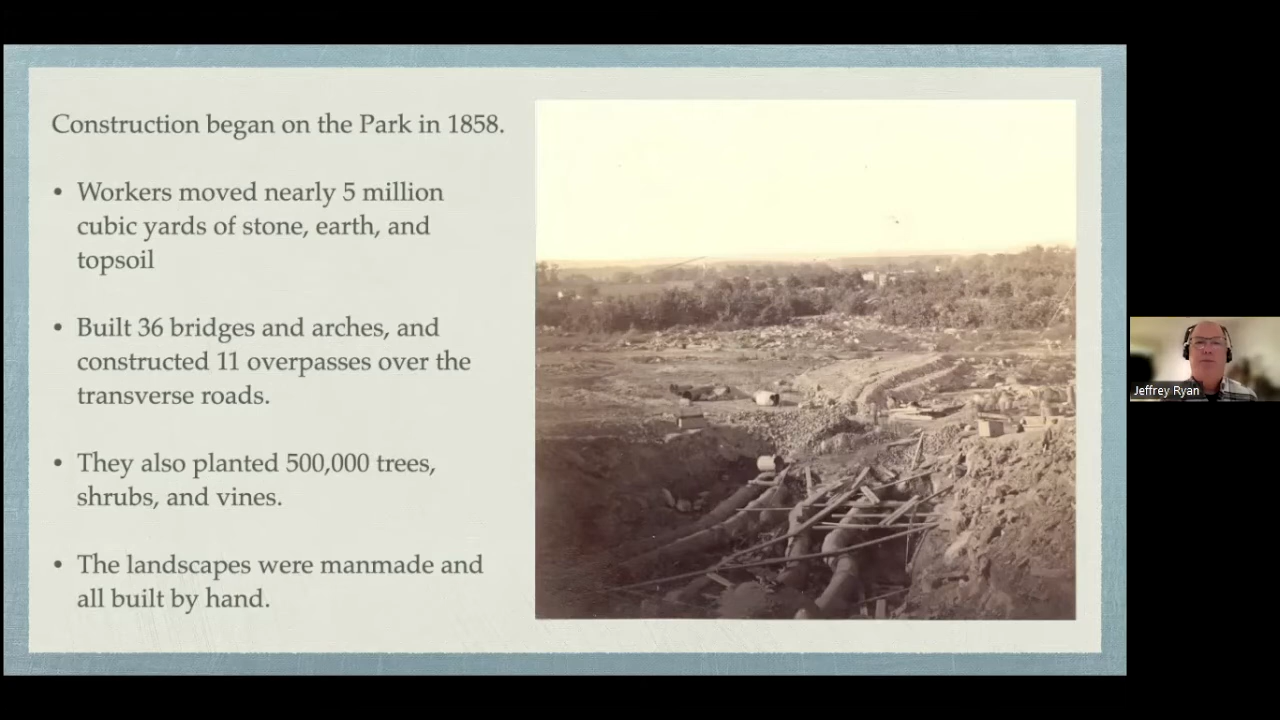 Construction began on the Park in 1858.
• Workers moved nearly 5 million
cubic yards of stone, earth, and
topsoil
• Built 36 bridges and arches, and
constructed 11 overpasses over the
transverse roads.
• They also planted 500,000 trees,
shrubs, and vines.
• The landscapes were manmade and
all built by hand.
Jeffrey Ryan